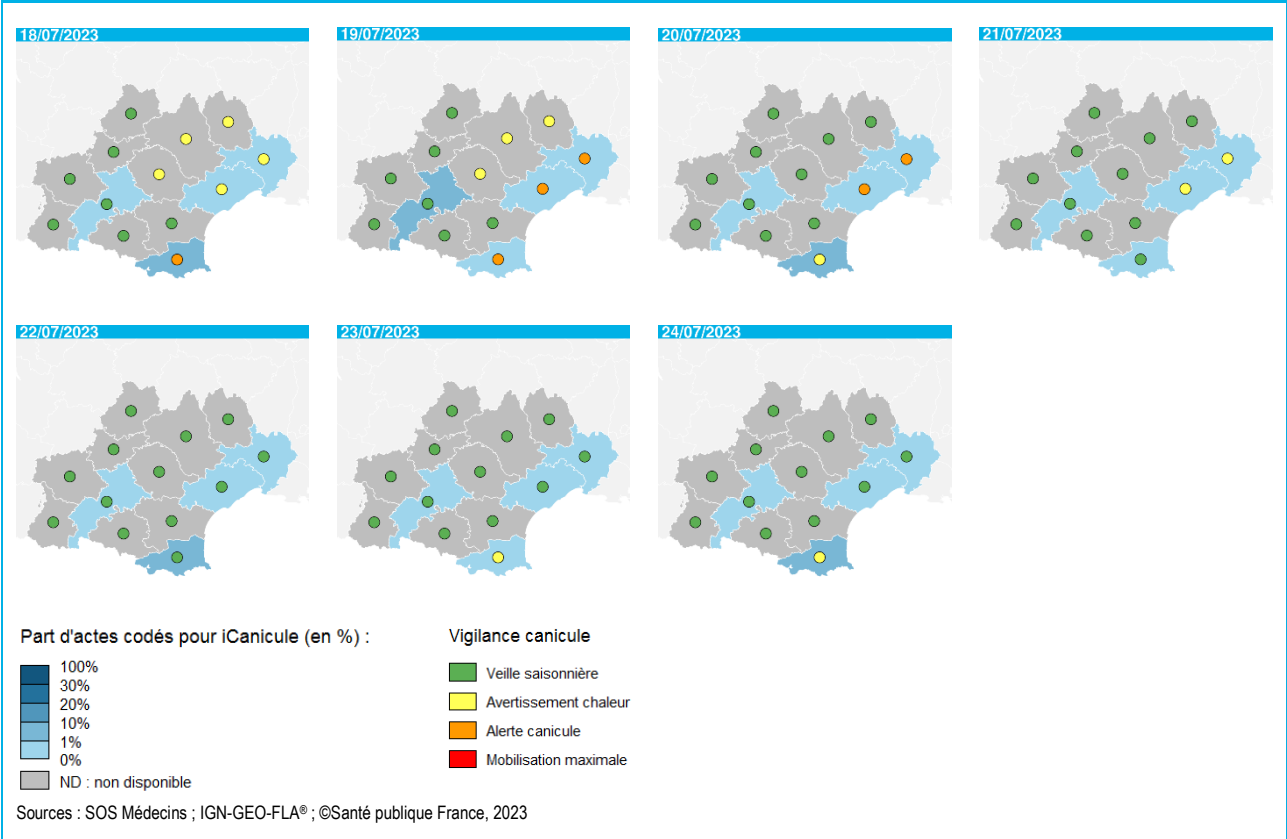 18/07/2023
19/07/2023
20/07/2023
21/07/2023
22/07/2023
23/07/2023
24/07/2023
Part d'actes codés pour iCanicule (en %) :
100%
30%
20%
10%
1%
0%
ND : non disponible
Vigilance canicule
Veille saisonnière
Avertissement chaleur
Alerte canicule
Mobilisation maximale
Sources : SOS Médecins ; IGN-GEO-FLA® ; ©Santé publique France, 2023